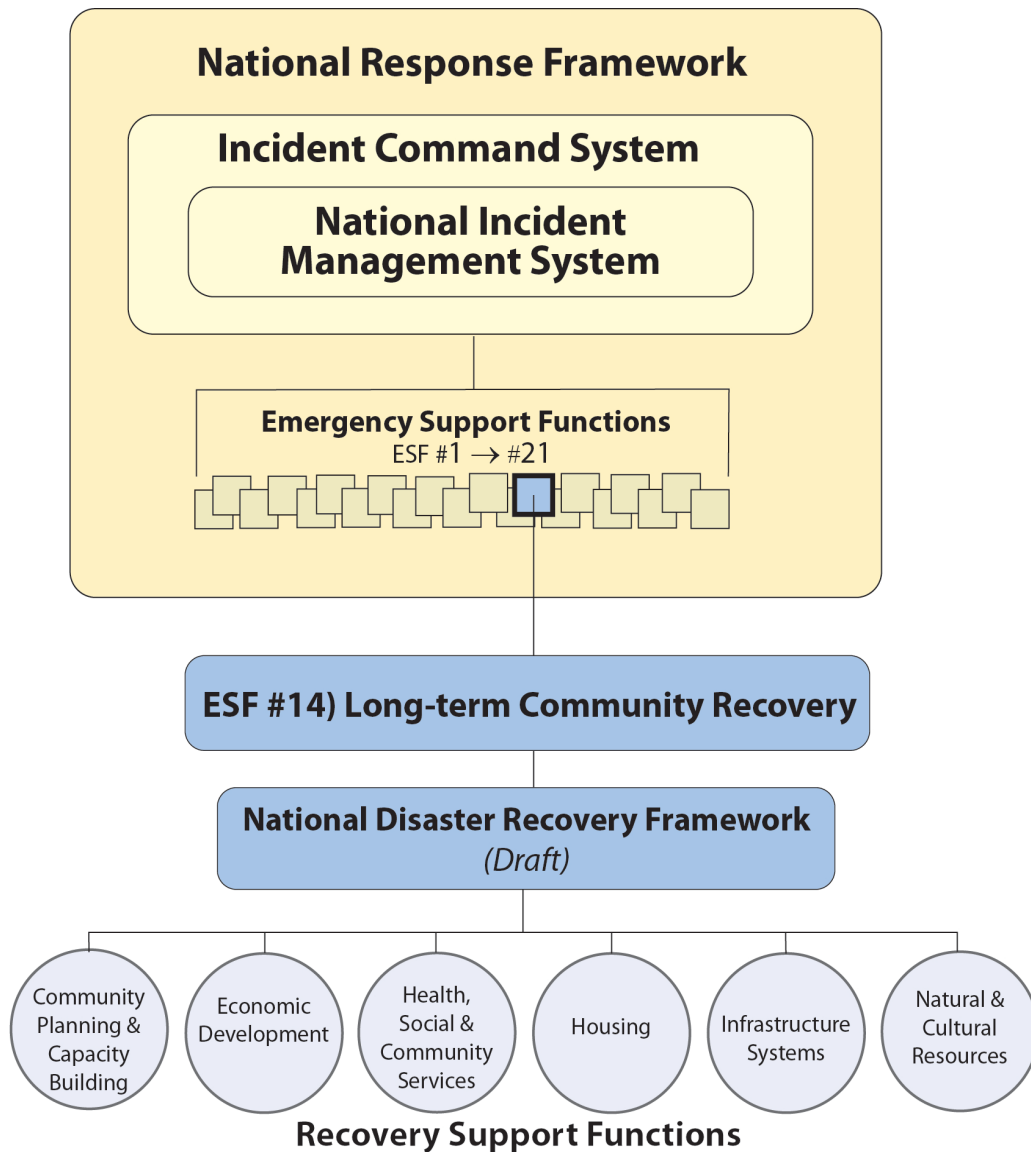 National Response Framework
Incident Command System
National Incident
Management System
Emergency Support Functions
ESF #1 → #21
ESF #14) Long-term Community Recovery
National Disaster Recovery Framework
(Draft)
Community
Planning &
Capacity
Building
Economic
Development
Health,
Social &
Community
Services
Housing
Infrastructure
Systems
Natural &
Cultural
Resources
Recovery Support Functions